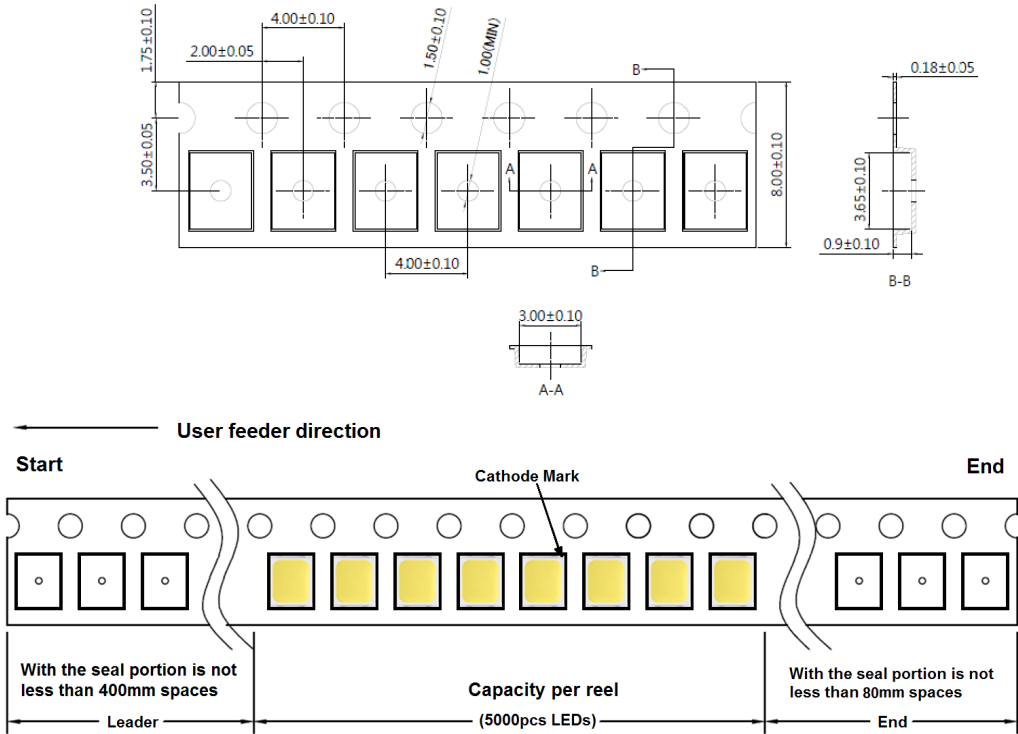 4.00±0.10
2.00±0.05
1.75±0.10
3.50±0.05
1.50±0.10
1.00(MIN)
B
0.18±0.05
A
A
8.00±0.10
3.65±0.10
4.00±0.10
B
0.9±0.10
B-B
3.00±0.10
A-A
User feeder direction
Start
End
Cathode Mark
With the seal portion is not
less than 400mm spaces
Capacity per reel
With the seal portion is not
less than 80mm spaces
Leader
(5000pcs LEDs)
End